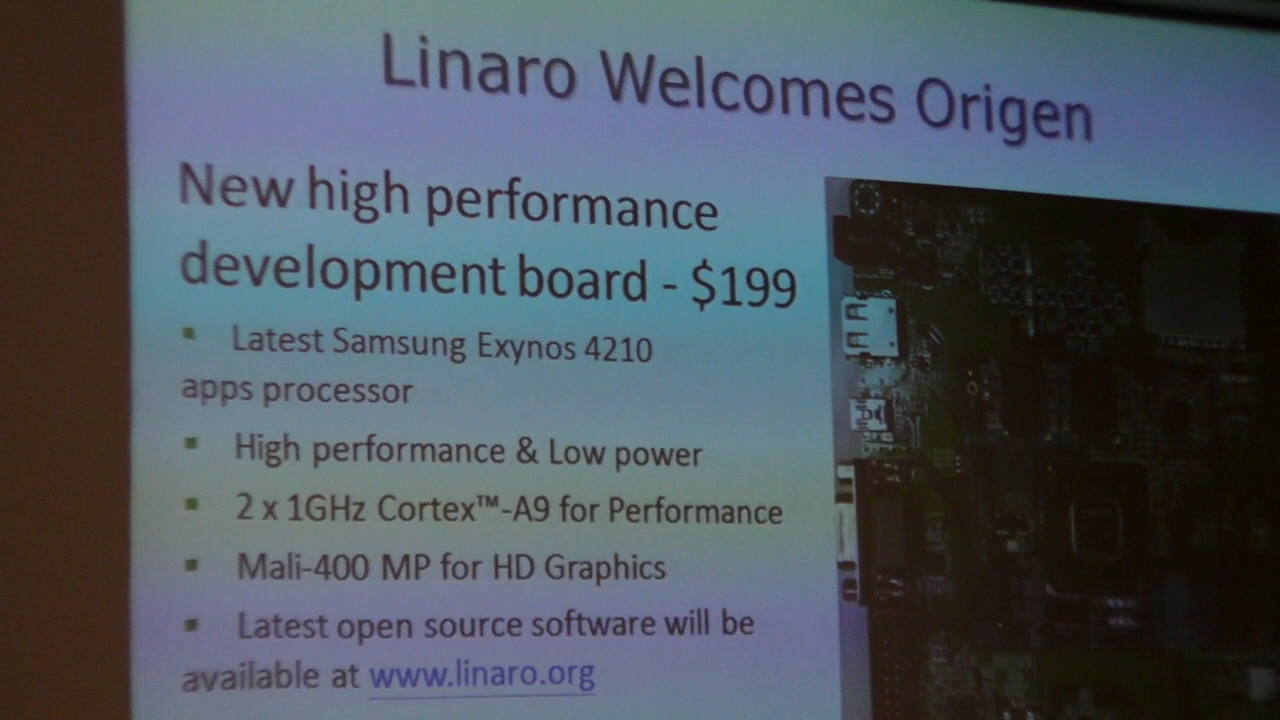 Linaro Welcomes Origen
New high performance
development board - $199
▪ Latest Samsung Exynos 4210
apps processor
▪ High performance & Low power
▪ 2 x 1GHz Cortex™-A9 for Performance
▪ Mali-400 MP for HD Graphics
▪ Latest open source software will be
available at www.linaro.org